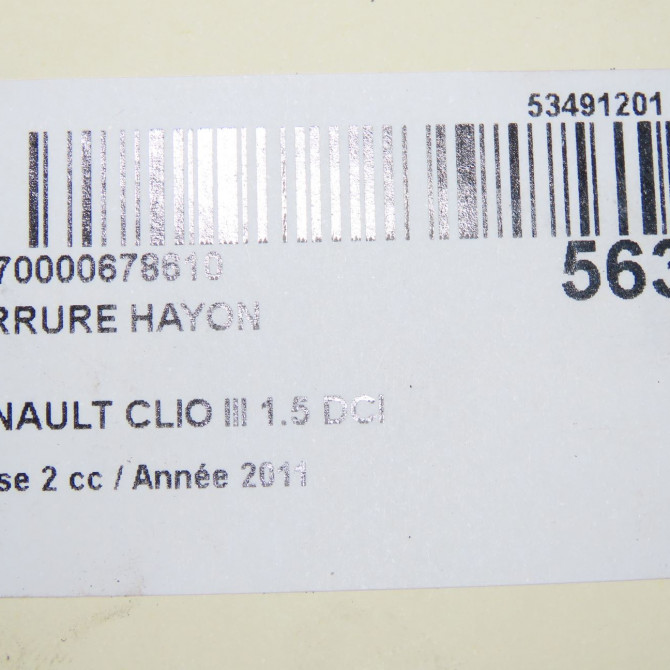 53491201
70000678610
563
RRURE HAYON
NAULT CLIO III 1.5 DCI
se 2 cc / Année 2011